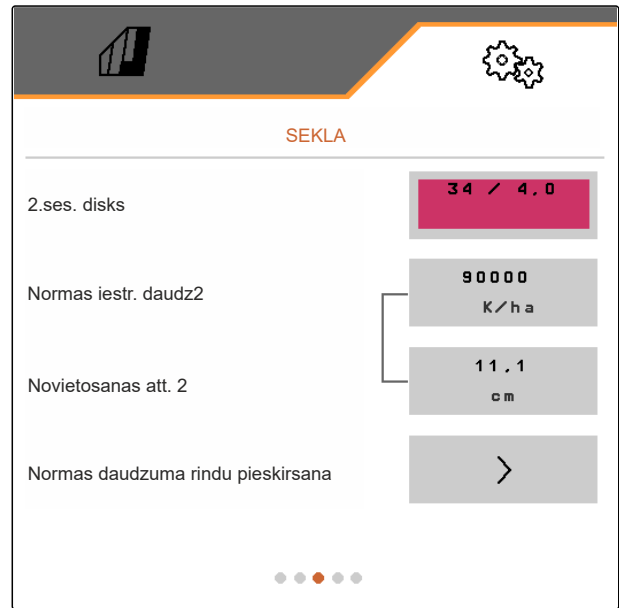 SEKLA
2.ses. disks
34 / 4,0
Normas iestr. daudz2
90000
K/ha
Novietosanas att. 2
11,1
cm
Normas daudzuma rindu pieskirsana